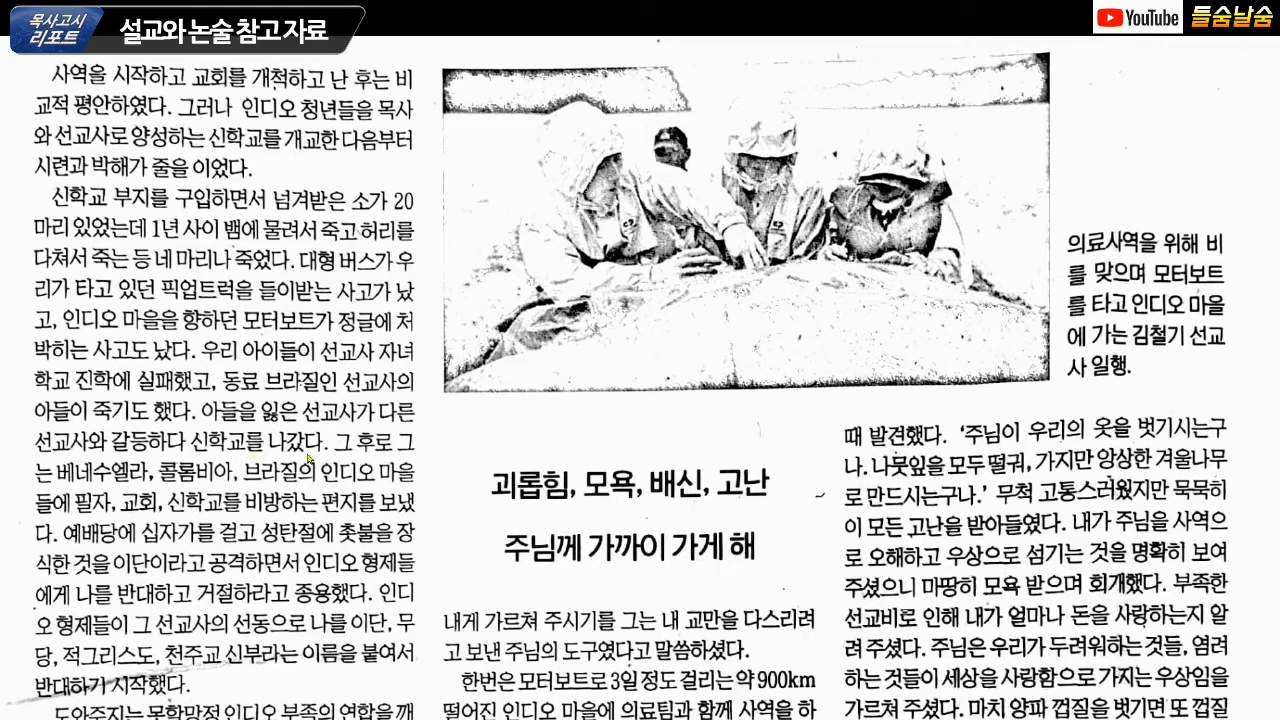 목사고시
리포트
설교와 논술 참고 자료
YouTube
들숨날숨
사역을 시작하고 교회를 개척하고 난 후는 비
교적 평안하였다. 그러나 인디오 청년들을 목사
와 선교사로 양성하는 신학교를 개교한 다음부터
시련과 박해가 줄을 이었다.
신학교 부지를 구입하면서 넘겨받은 소가 20
마리 있었는데 1년 사이 뱀에 물려서 죽고 허리를
다쳐서 죽는 등 네 마리나 죽었다. 대형 버스가 우
리가 타고 있던 픽업트럭을 들이받는 사고가 났
고, 인디오 마을을 향하던 모터보트가 정글에 처
박히는 사고도 났다. 우리 아이들이 선교사 자녀
학교 진학에 실패했고, 동료 브라질인 선교사의
아들이 죽기도 했다. 아들을 잃은 선교사가 다른
선교사와 갈등하다 신학교를 나갔다. 그 후로 그
는 베네수엘라, 콜롬비아, 브라질의 인디오 마을
들에 필자, 교회, 신학교를 비방하는 편지를 보냈
다. 예배당에 십자가를 걸고 성탄절에 촛불을 장
식한 것을 이단이라고 공격하면서 인디오 형제들
에게 나를 반대하고 거절하라고 종용했다. 인디
오 형제들이 그 선교사의 선동으로 나를 이단, 무
당, 적그리스도, 천주교 신부라는 이름을 붙여서
반대하기 시작했다.
도와주지는 못할망정 인디오 부족의 연합을 깨
의료사역을 위해 비
를 맞으며 모터보트
를 타고 인디오 마을
에 가는 김철기 선교
사 일행.
괴롭힘, 모욕, 배신, 고난
주님께 가까이 가게 해
내게 가르쳐 주시기를 그는 내 교만을 다스리려
고 보낸 주님의 도구였다고 말씀하셨다.
한번은 모터보트로 3일 정도 걸리는 약 900km
떨어진 인디오 마을에 의료팀과 함께 사역을 하
때 발견했다. '주님이 우리의 옷을 벗기시는구
나. 나뭇잎을 모두 떨궈, 가지만 앙상한 겨울나무
로 만드시는구나.' 무척 고통스러웠지만 묵묵히
이 모든 고난을 받아들였다. 내가 주님을 사역으
로 오해하고 우상으로 섬기는 것을 명확히 보여
주셨으니 마땅히 모욕 받으며 회개했다. 부족한
선교비로 인해 내가 얼마나 돈을 사랑하는지 알
려 주셨다. 주님은 우리가 두려워하는 것들, 염려
하는 것들이 세상을 사랑함으로 가지는 우상임을
가르쳐 주셨다. 마치 양파 껍질을 벗기면 또 껍질